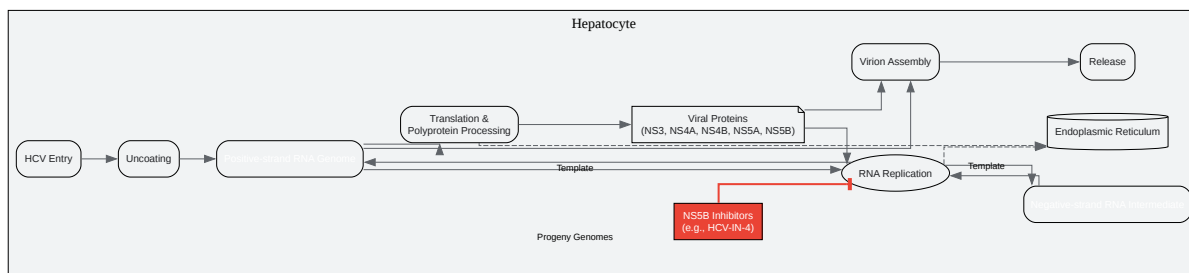 Hepatocyte
HCV Entry
Uncoating
Positive-strand RNA Genome
Translation &
Polyprotein Processing
Viral Proteins
(NS3, NS4A, NS4B, NS5A, NS5B)
Virion Assembly
Release
Endoplasmic Reticulum
RNA Replication
Template
Template
Negative-strand RNA Intermediate
NS5B Inhibitors
(e.g., HCV-IN-4)
Progeny Genomes